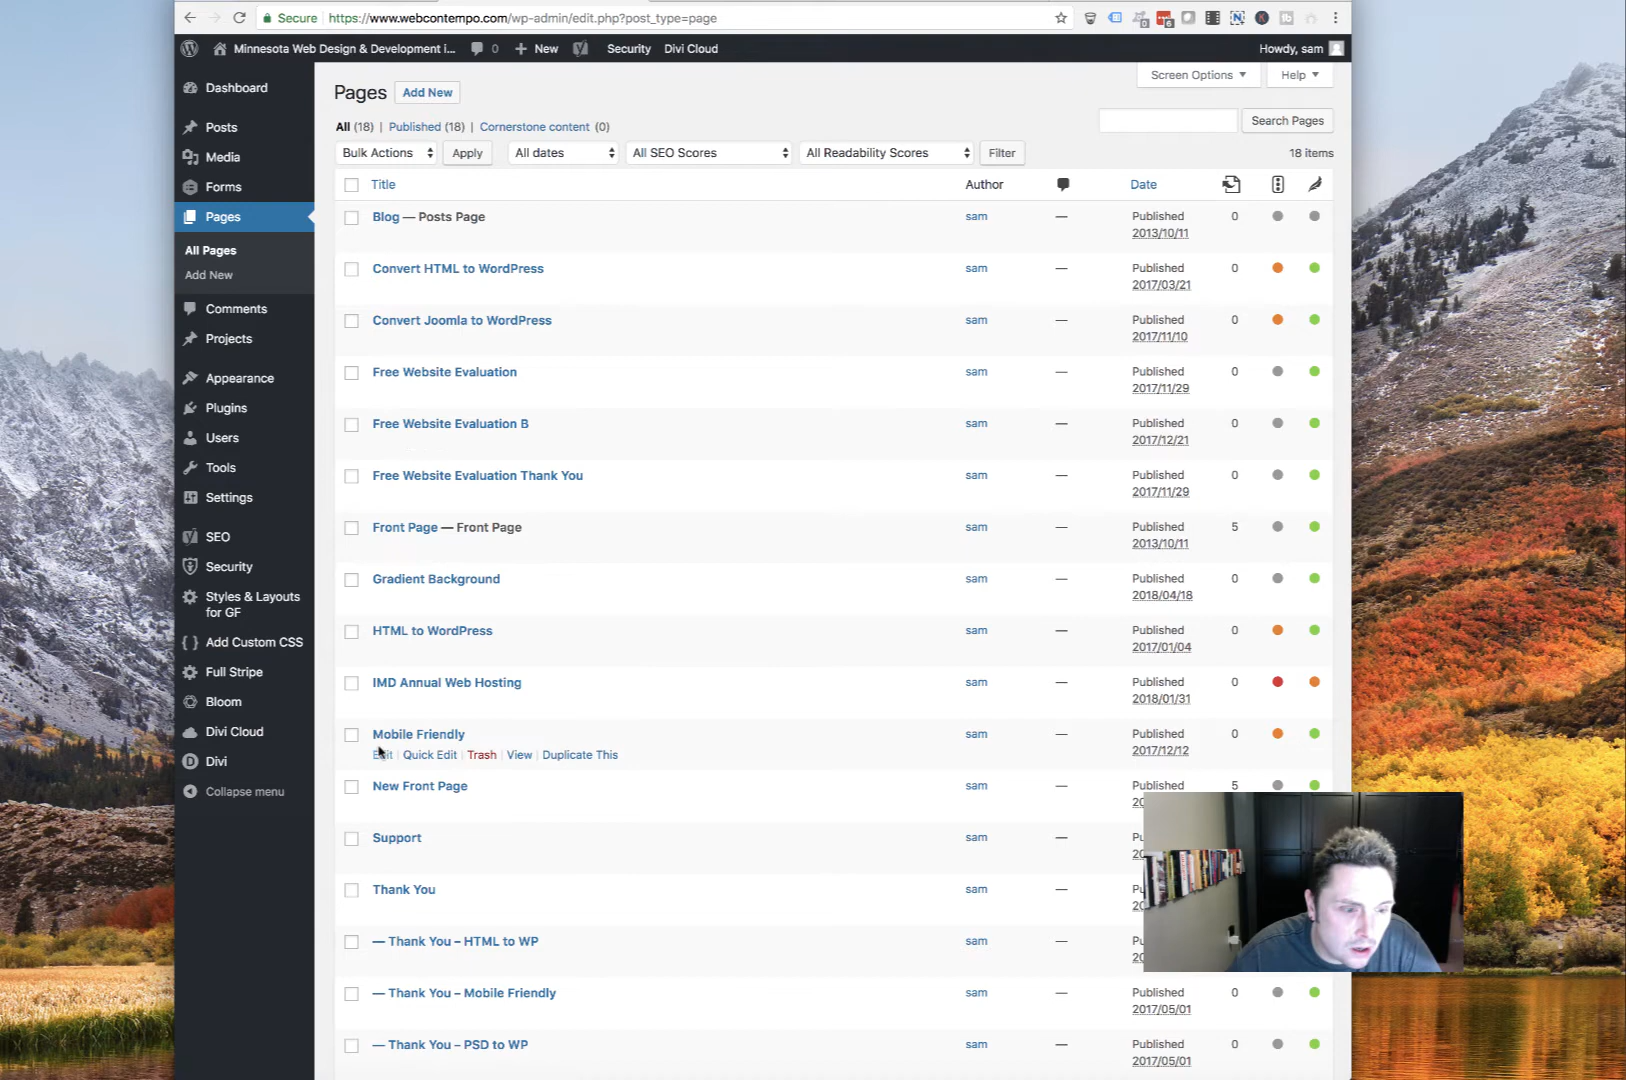 Secure https://www.webcontempo.com/wp-admin/edit.php?post_type=page
Minnesota Web Design & Development i... 0 New Security Divi Cloud Howdy, sam
Dashboard
Posts
Media
Forms
Pages
All Pages
Add New
Comments
Projects
Appearance
Plugins
Users
Tools
Settings
SEO
Security
Styles & Layouts
for GF
Add Custom CSS
Full Stripe
Bloom
Divi Cloud
Divi
Collapse menu
Screen Options Help
Pages Add New
Search Pages
All (18) | Published (18) | Cornerstone content (0)
Bulk Actions Apply All dates All SEO Scores All Readability Scores Filter 18 items
Title Author Date
Blog — Posts Page sam — Published 0
2013/10/11
Convert HTML to WordPress sam — Published 0
2017/03/21
Convert Joomla to WordPress sam — Published 0
2017/11/10
Free Website Evaluation sam — Published 0
2017/11/29
Free Website Evaluation B sam — Published 0
2017/12/21
Free Website Evaluation Thank You sam — Published 0
2017/11/29
Front Page — Front Page sam — Published 5
2013/10/11
Gradient Background sam — Published 0
2018/04/18
HTML to WordPress sam — Published 0
2017/01/04
IMD Annual Web Hosting sam — Published 0
2018/01/31
Mobile Friendly sam — Published 0
2017/12/12
Edit | Quick Edit | Trash | View | Duplicate This
New Front Page sam — Published 5
20
Support sam —
Thank You sam —
— Thank You – HTML to WP sam —
— Thank You – Mobile Friendly sam — Published 0
2017/05/01
— Thank You – PSD to WP sam — Published 0
2017/05/01